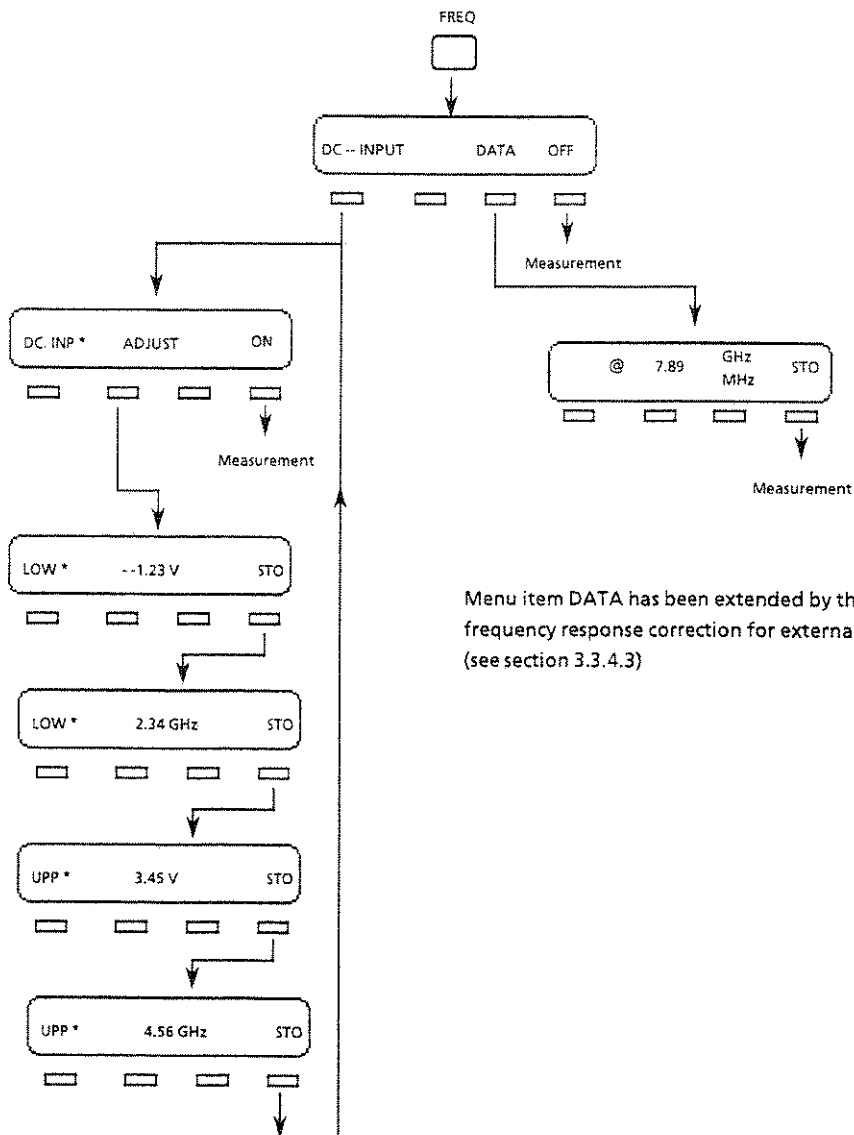 FREQ
DC -- INPUT DATA OFF
Measurement
DC. INP * ADJUST ON
Measurement
@ 7.89 GHz MHz STO
Measurement
LOW * - -1.23 V STO
Menu item DATA has been extended by
frequency response correction for
(see section 3.3.4.3)
LOW * 2.34 GHz STO
UPP * 3.45 V STO
UPP * 4.56 GHz STO